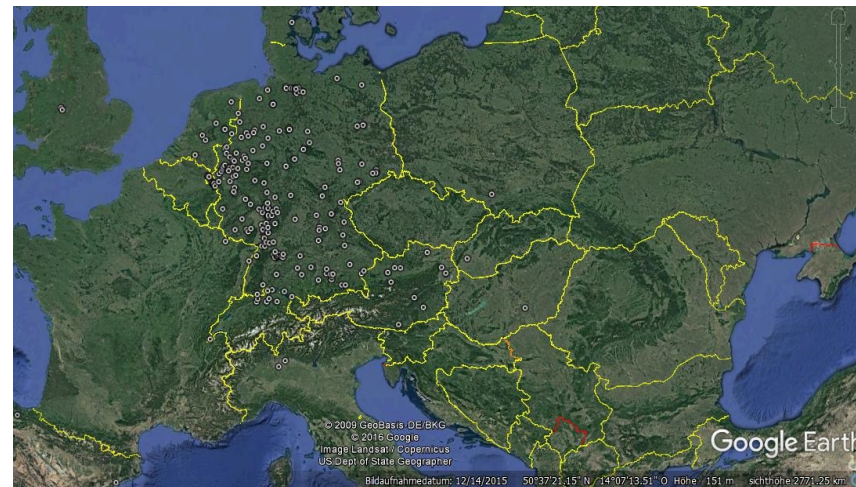 © 2009 GeoBasis-DE/BKG
© 2016 Google
Image Landsat / Copernicus
US Dept of State Geographer
Google Earth
Bildaufnahmedatum: 12/14/2015 50°37'21.15" N 14°07'13.51" O Höhe 151 m sichthöhe 2771.25 km